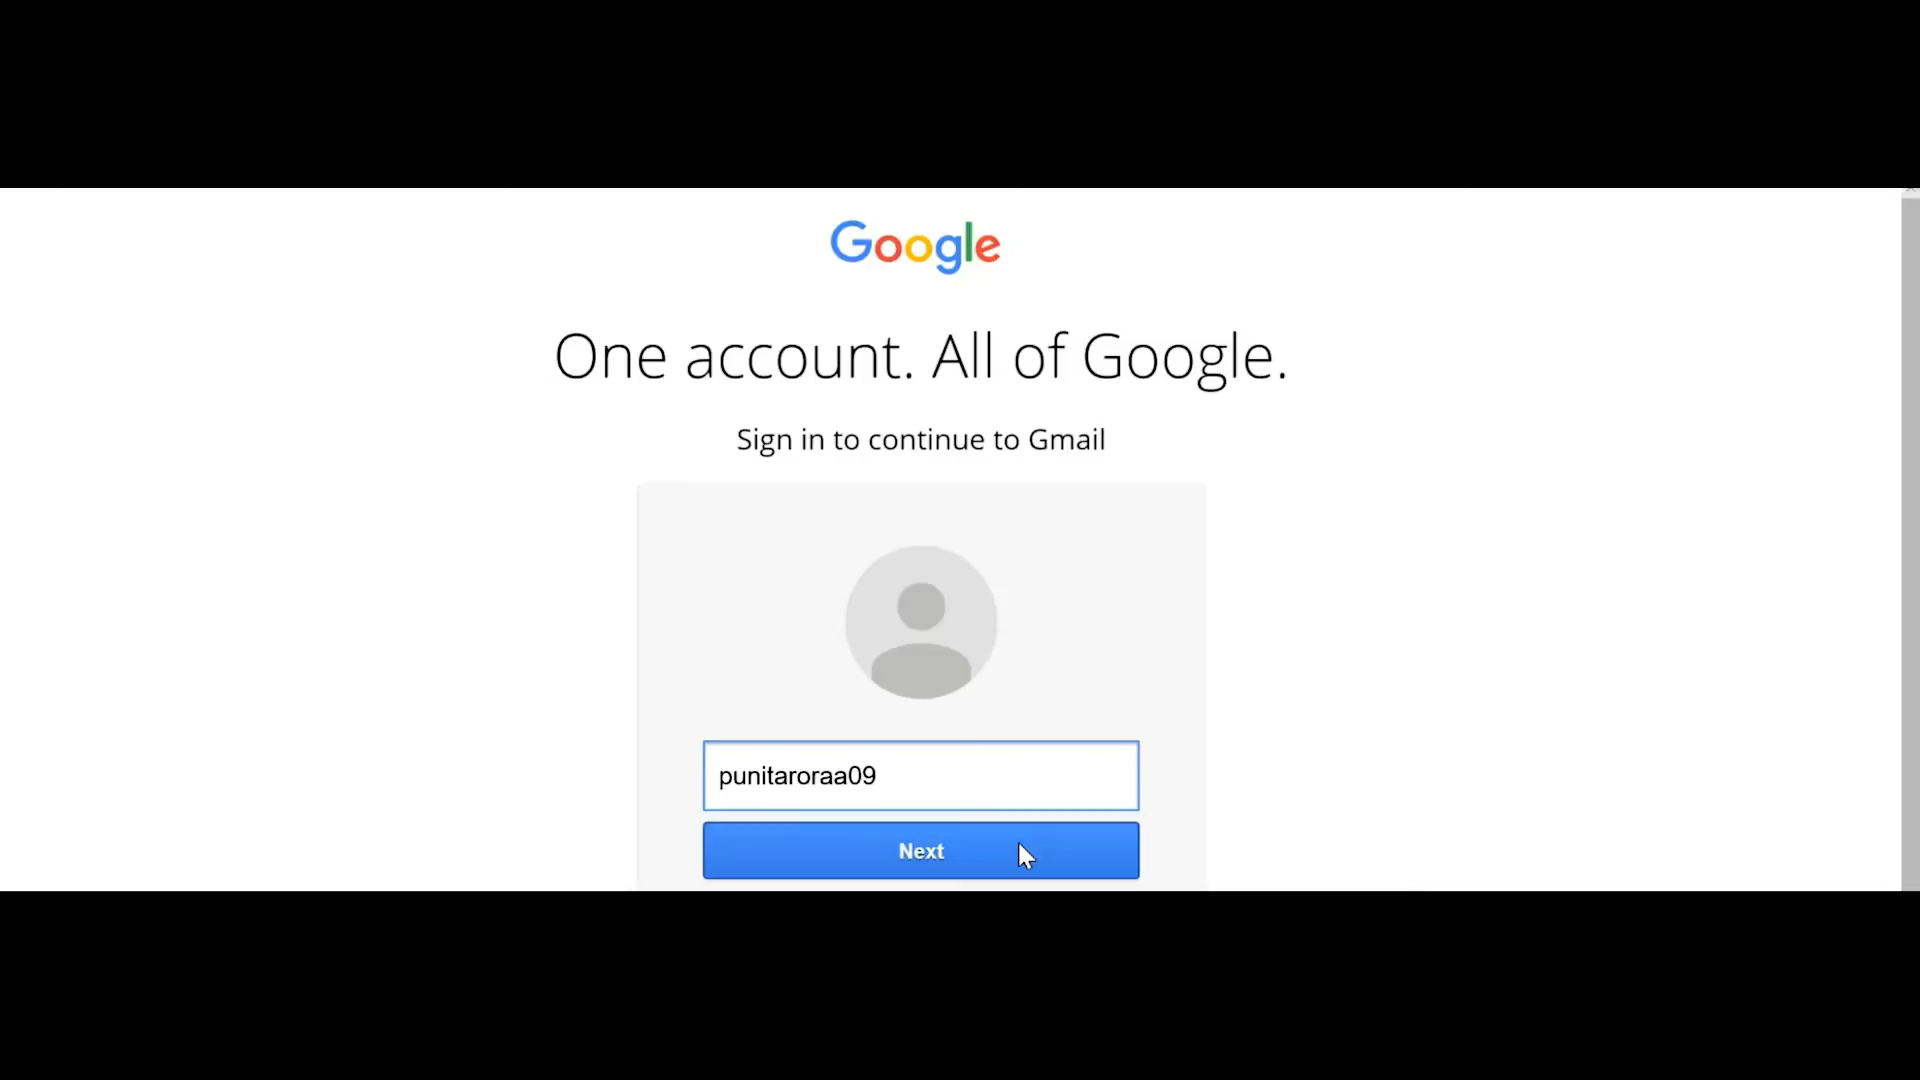 Google
One account. All of Google.
Sign in to continue to Gmail
punitaroraa09
Next